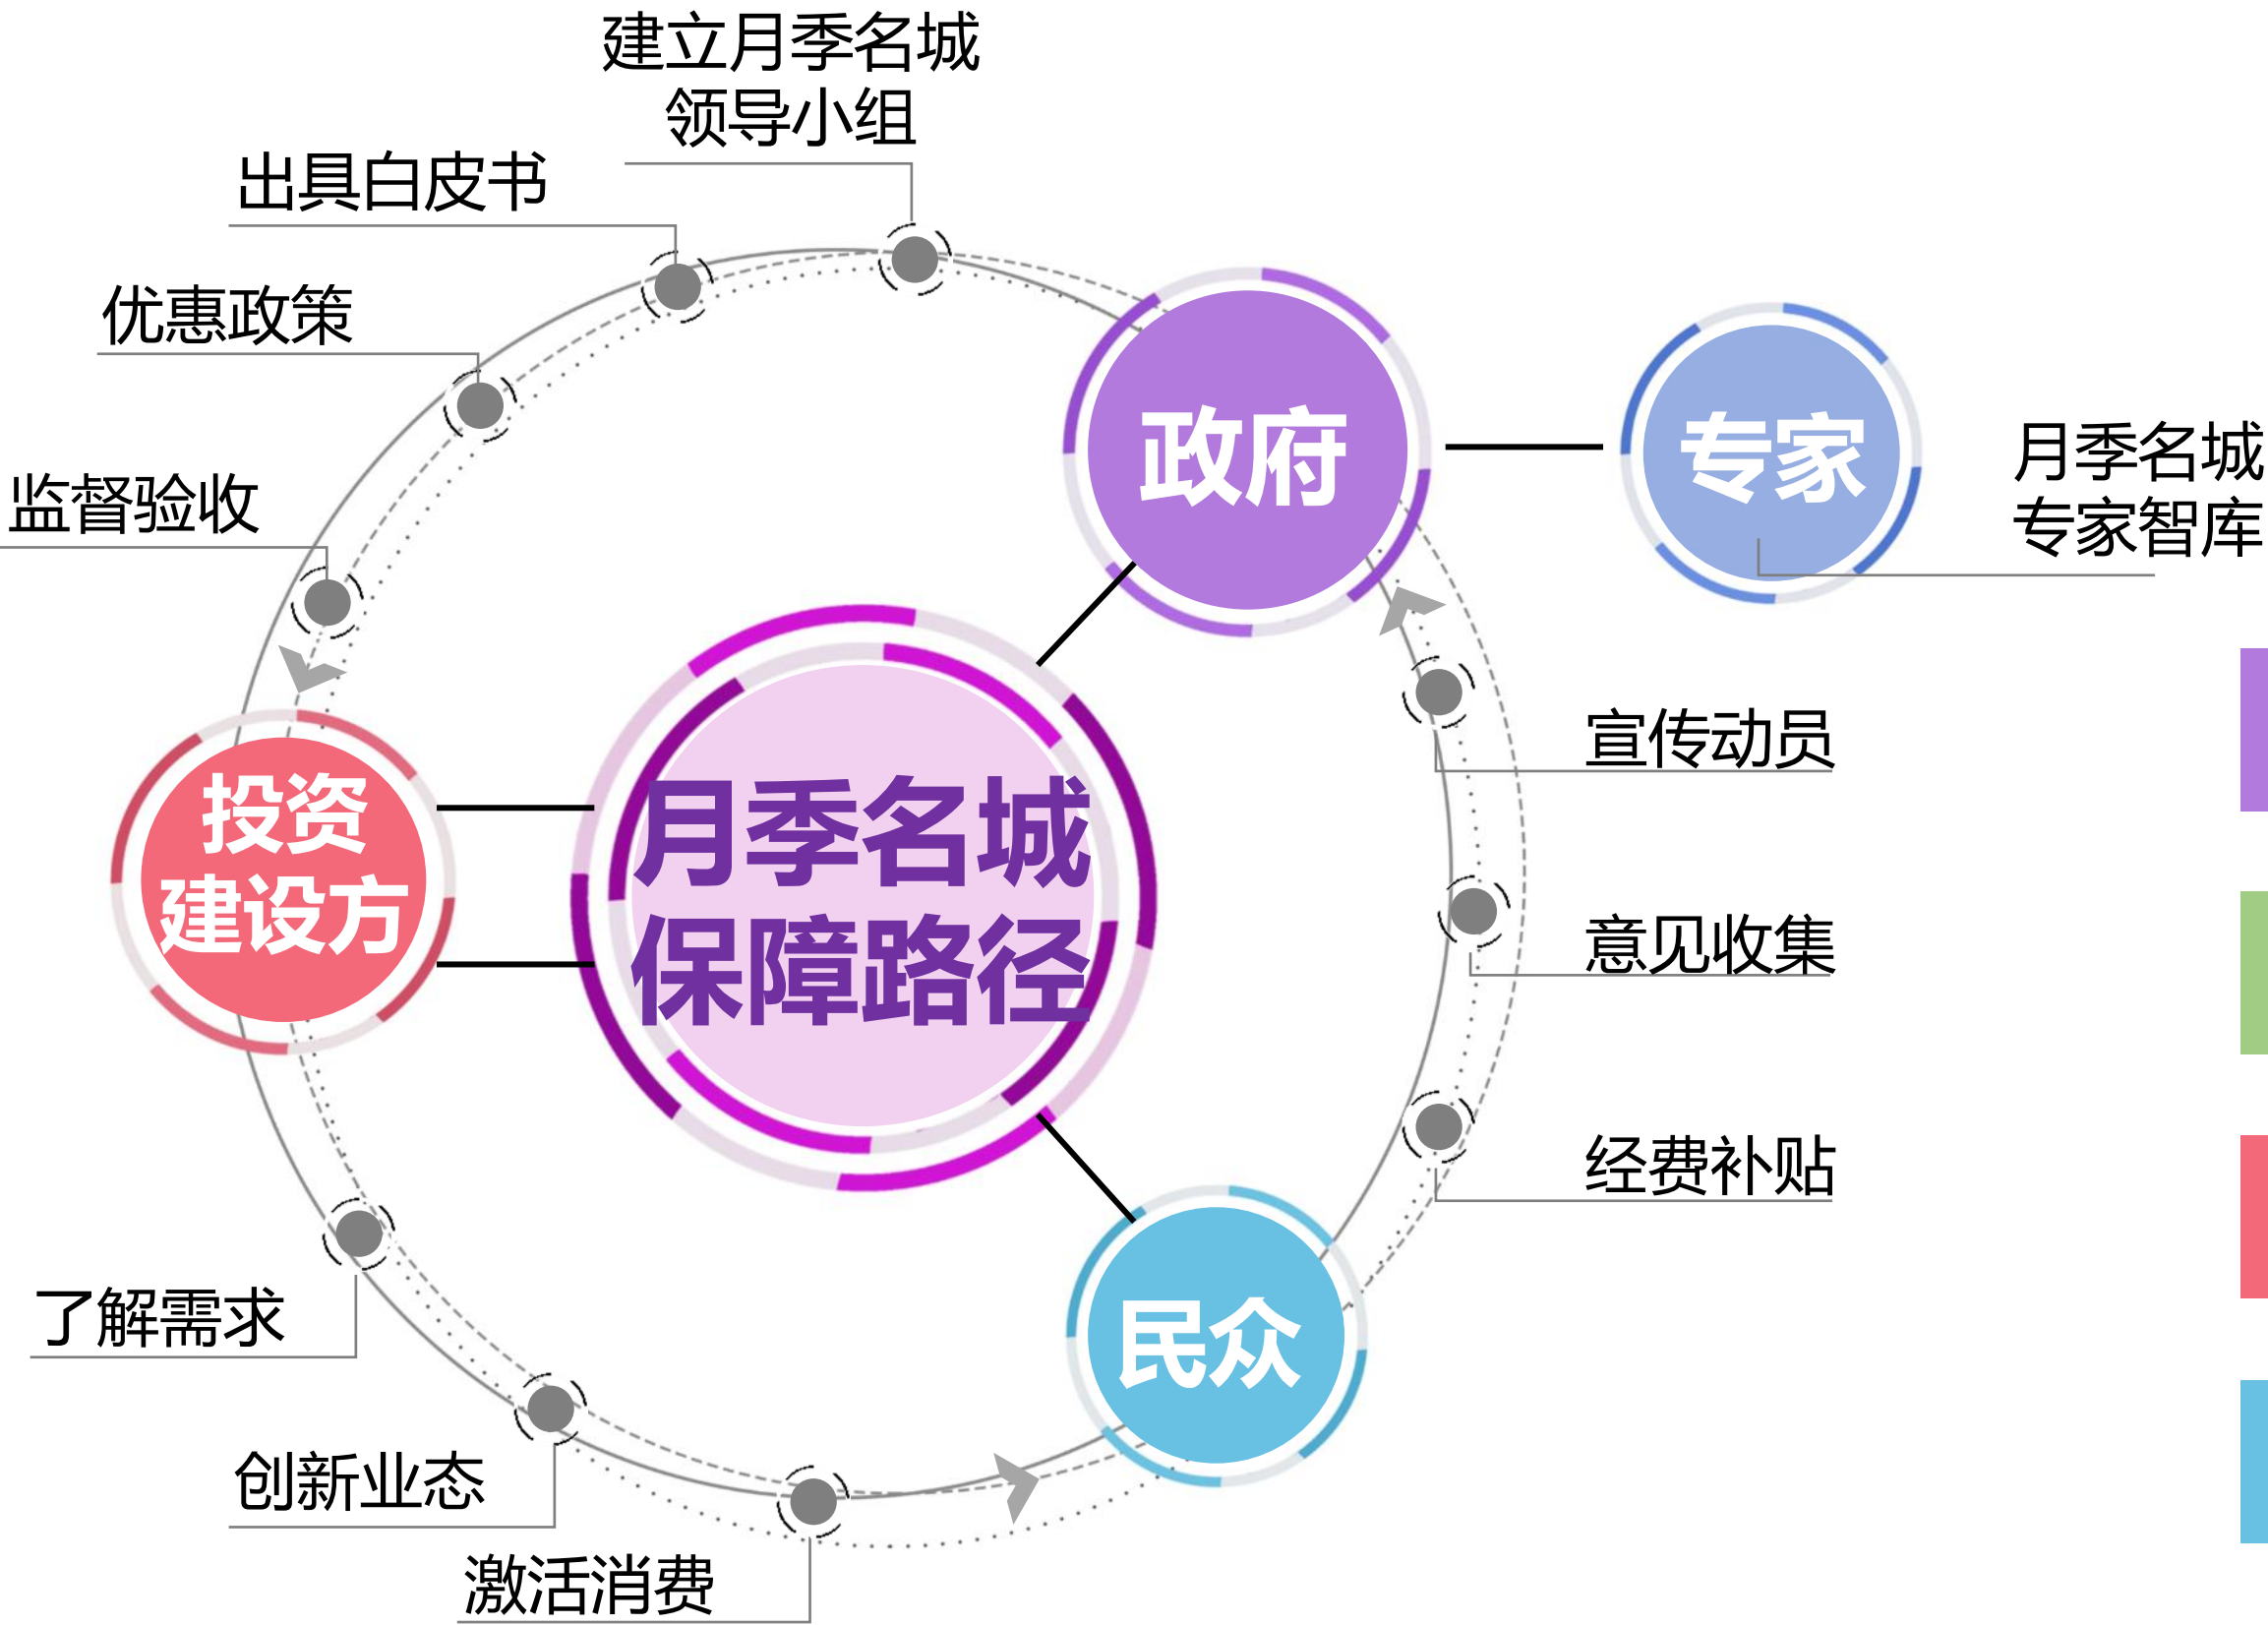 建立月季名城
领导小组
出具白皮书
优惠政策
监督验收
政府
专家
月季名城
专家智库
投资
建设方
月季名城
保障路径
宣传动员
意见收集
经费补贴
民众
了解需求
创新业态
激活消费